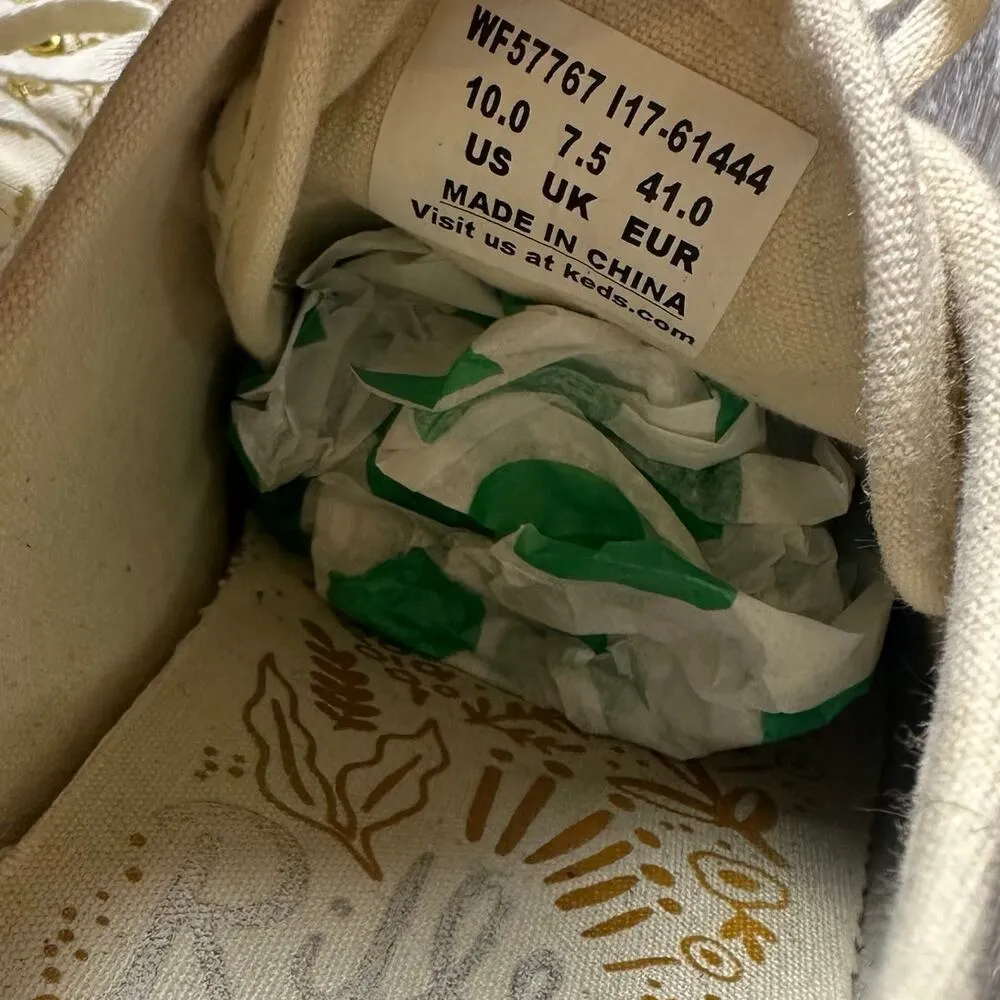 WF57767 I17-61444
10.0 7.5 41.0
US UK EUR
MADE IN CHINA
Visit us at keds.com